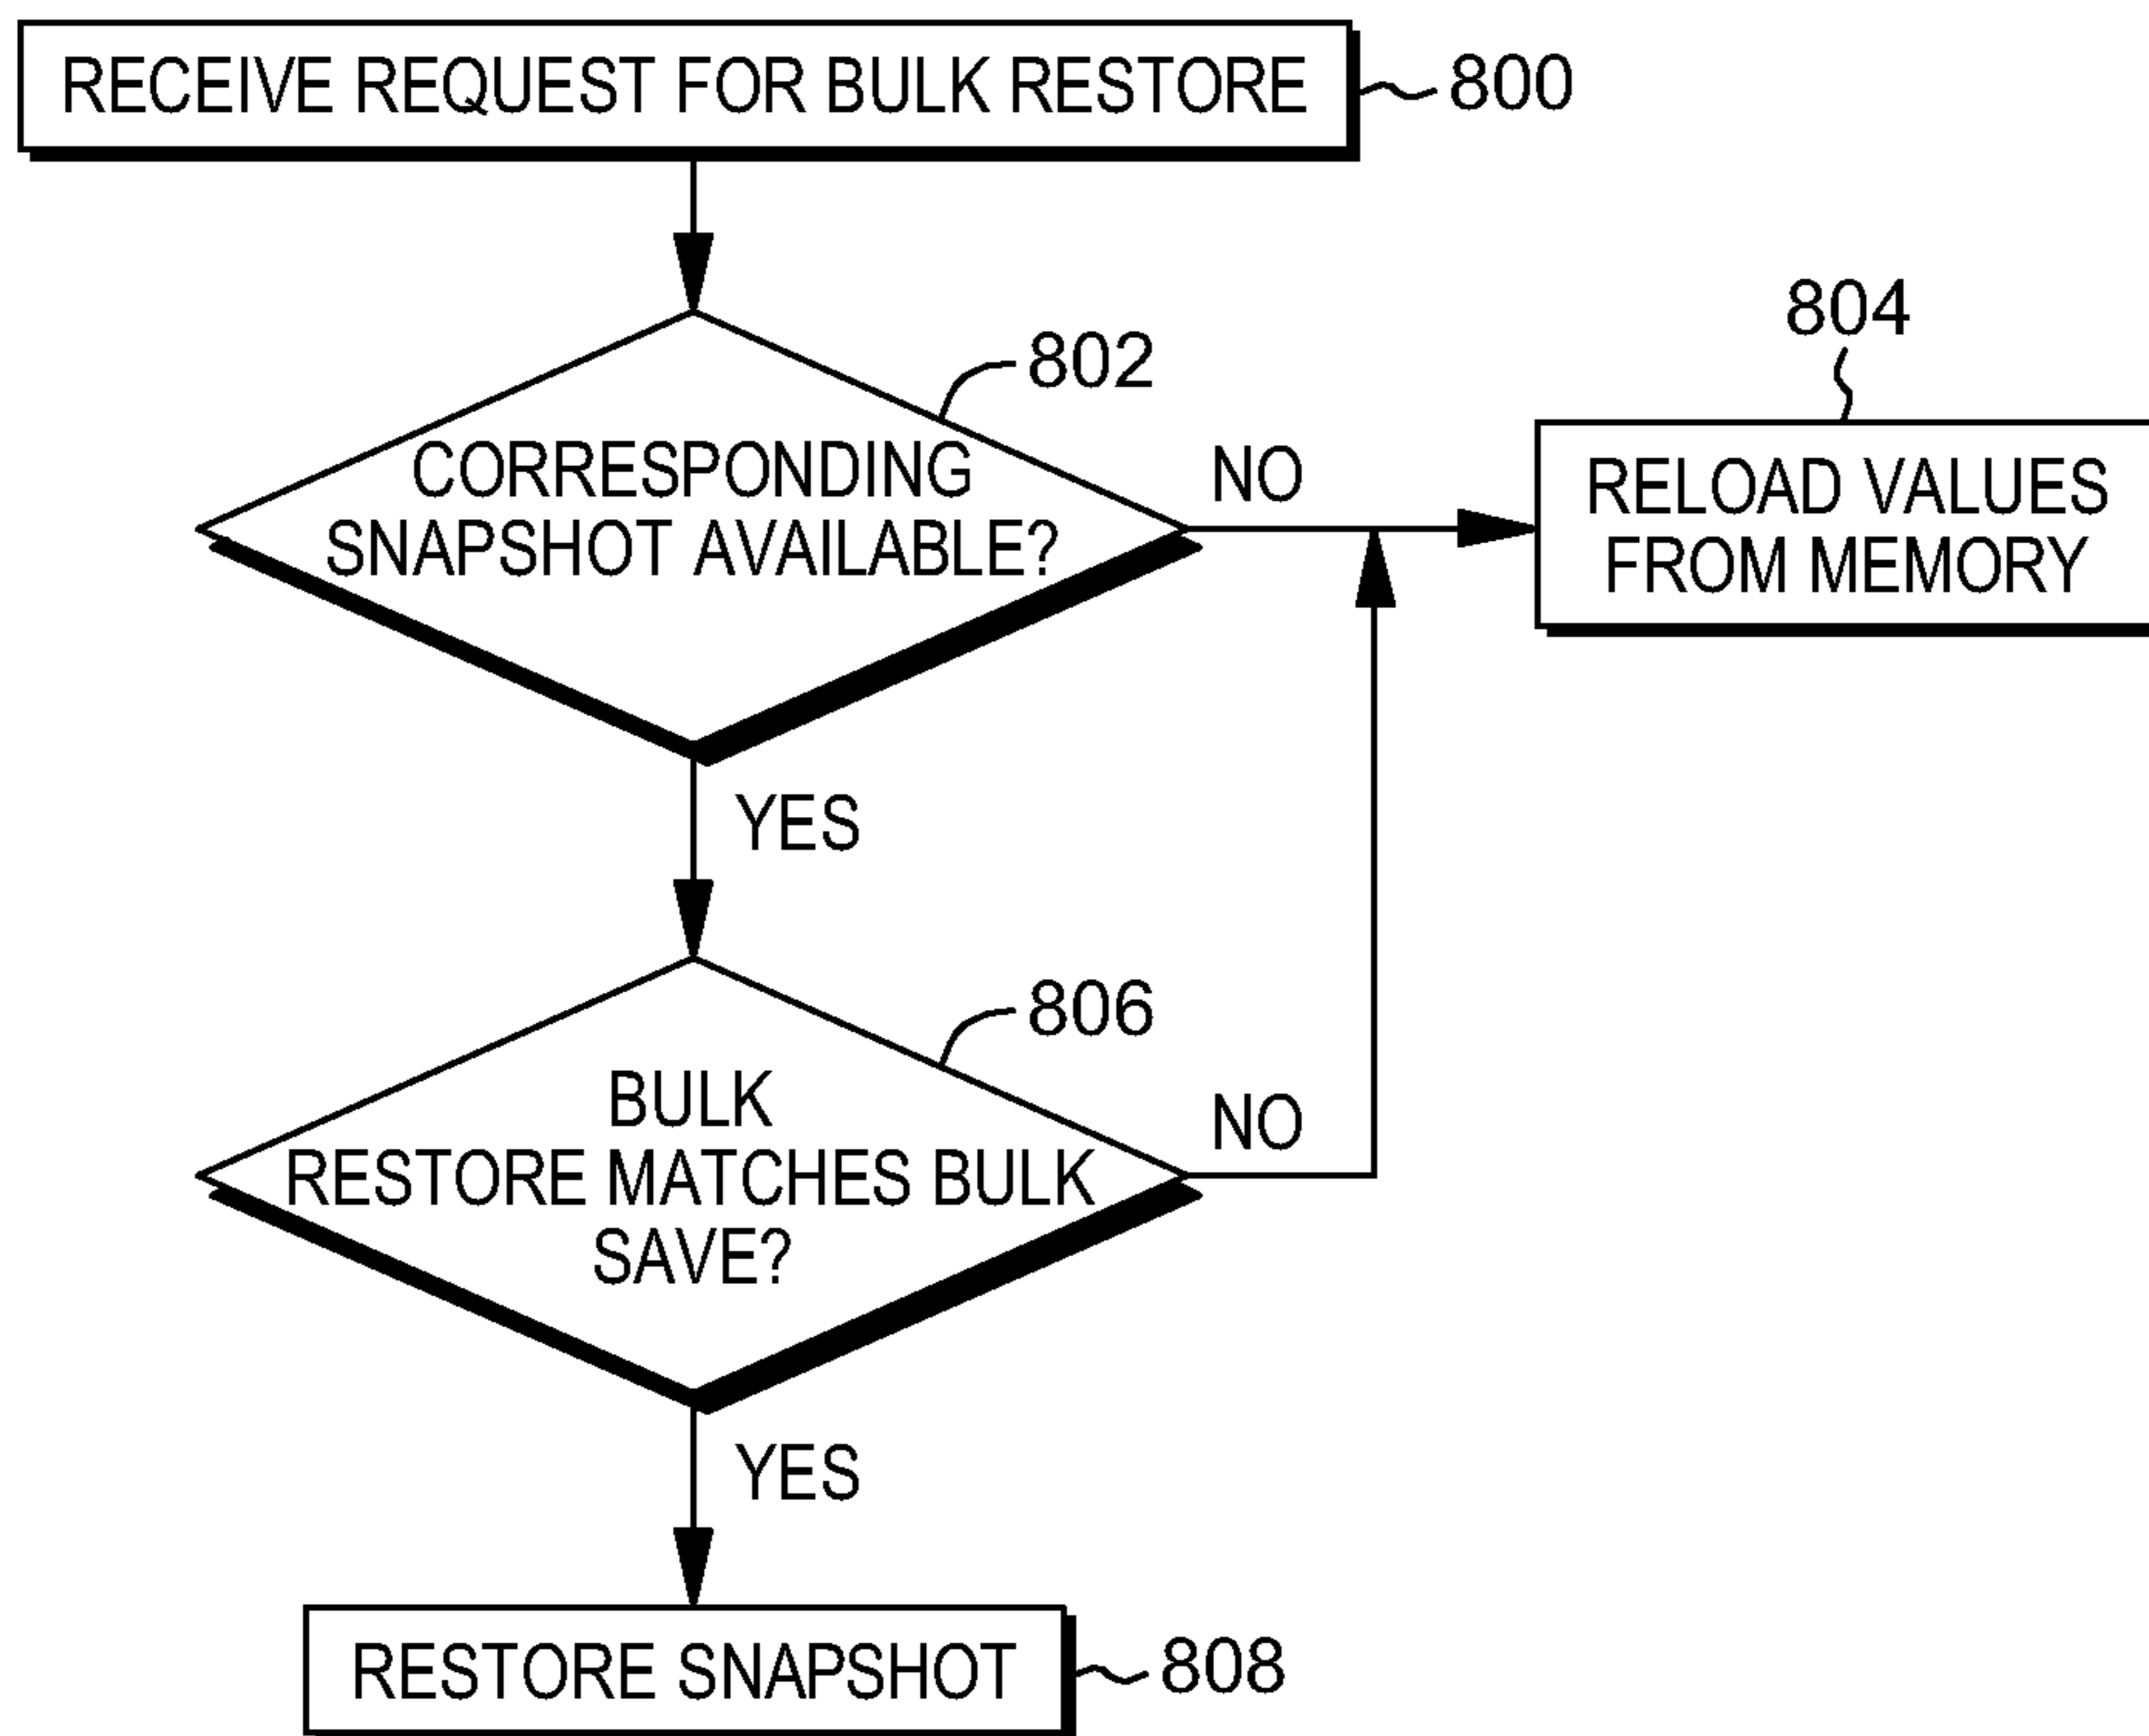 RECEIVE REQUEST FOR BULK RESTORE
800
802
CORRESPONDING
SNAPSHOT AVAILABLE?
NO
804
RELOAD VALUES
FROM MEMORY
YES
806
BULK
RESTORE MATCHES BULK
SAVE?
NO
YES
RESTORE SNAPSHOT
808